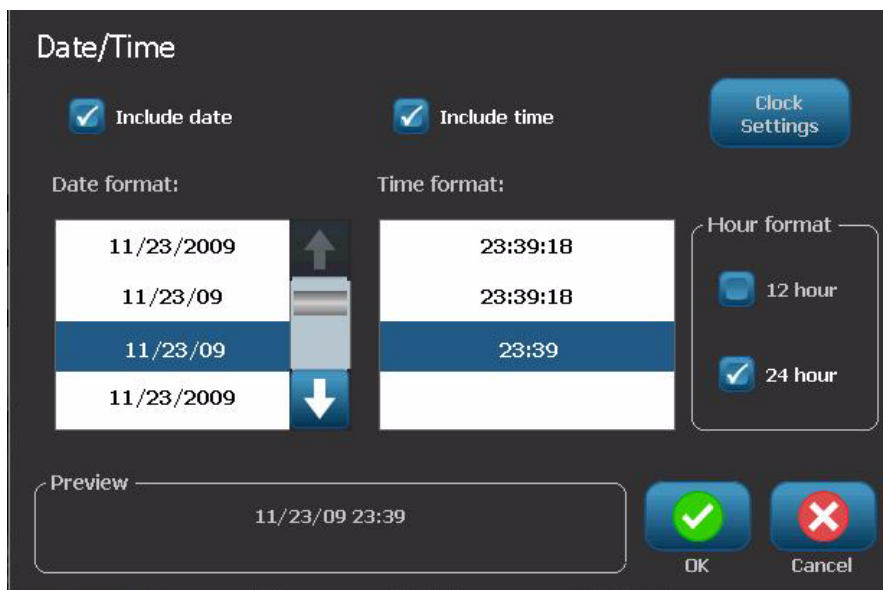 Date/Time
Include date
Include time
Clock
Settings
Date format:
Time format:
11/23/2009
11/23/09
11/23/09
11/23/2009
23:39:18
23:39:18
23:39
Hour format
12 hour
24 hour
Preview
11/23/09 23:39
OK
Cancel